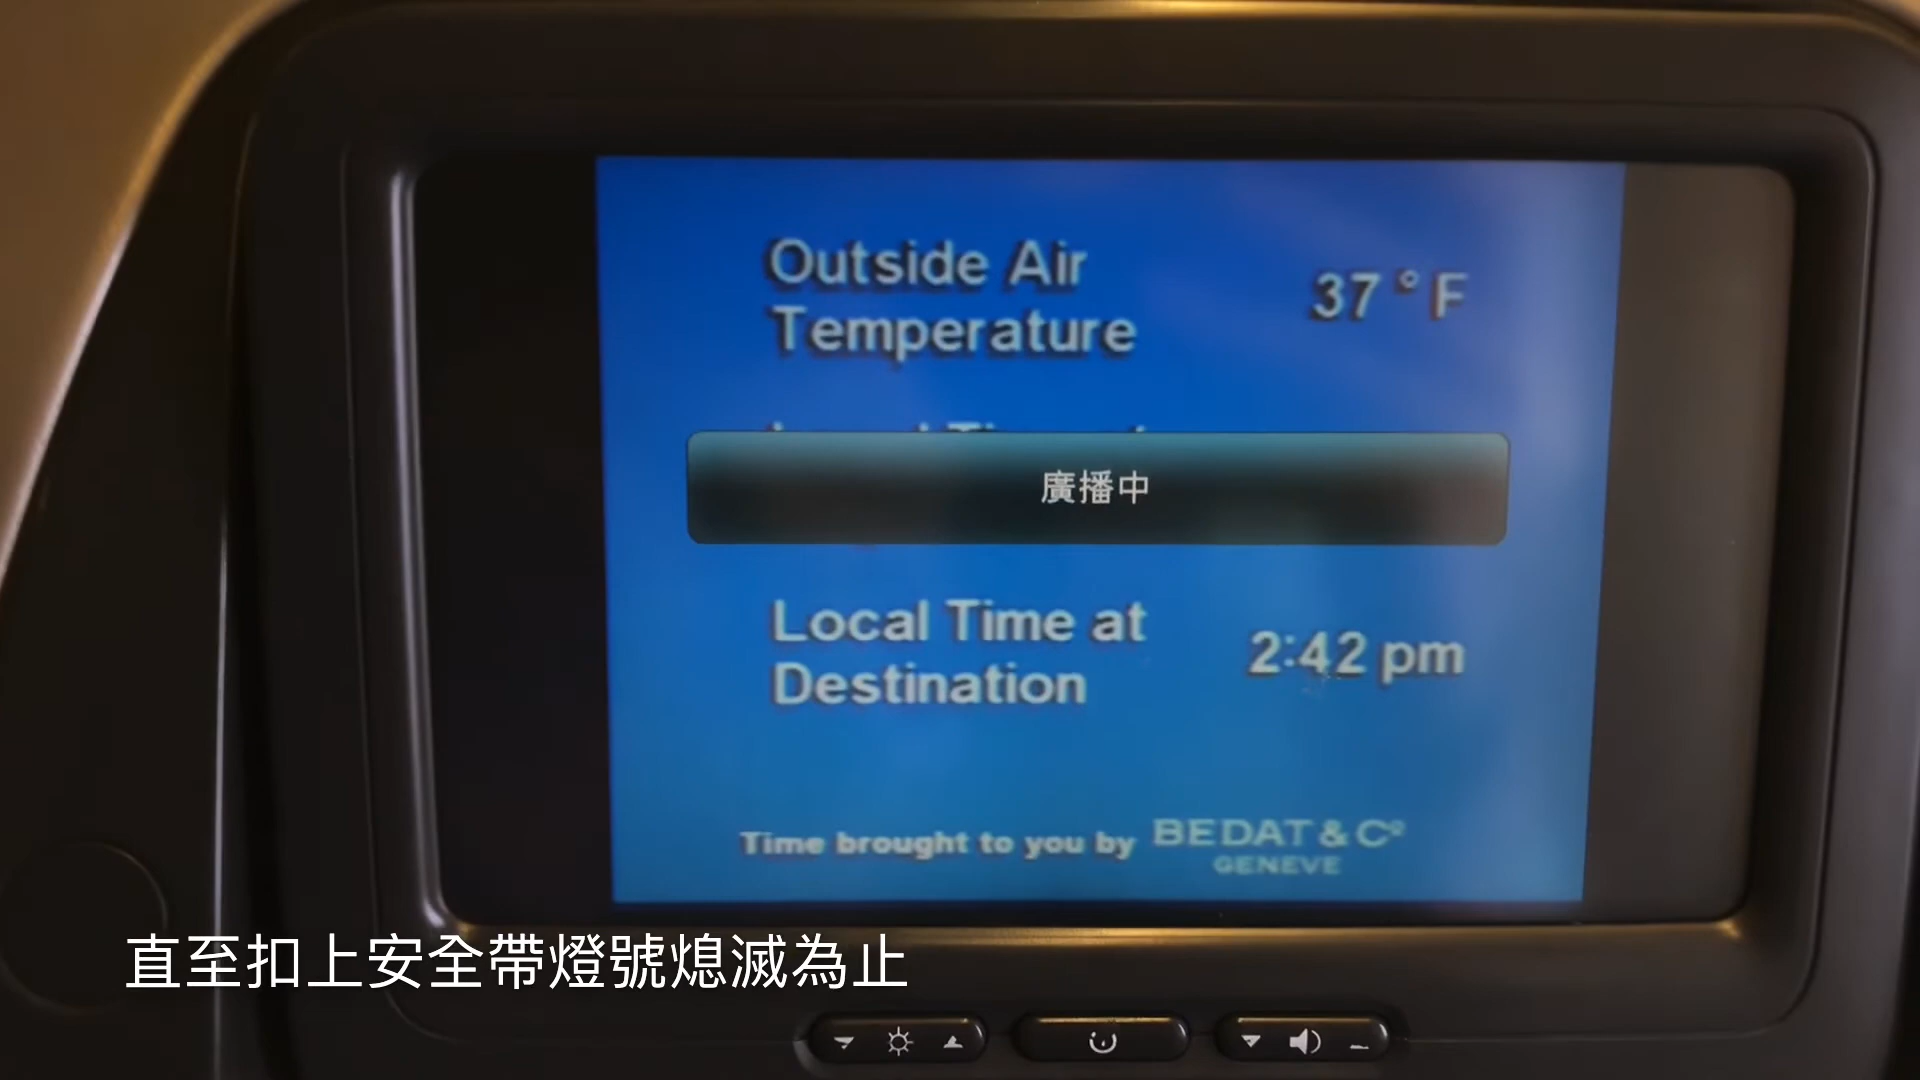 Outside Air
Temperature
37 ° F
廣播中
Local Time at
Destination
2:42 pm
Time brought to you by
BEDAT & Cº
GENEVE
直至扣上安全帶燈號熄滅為止